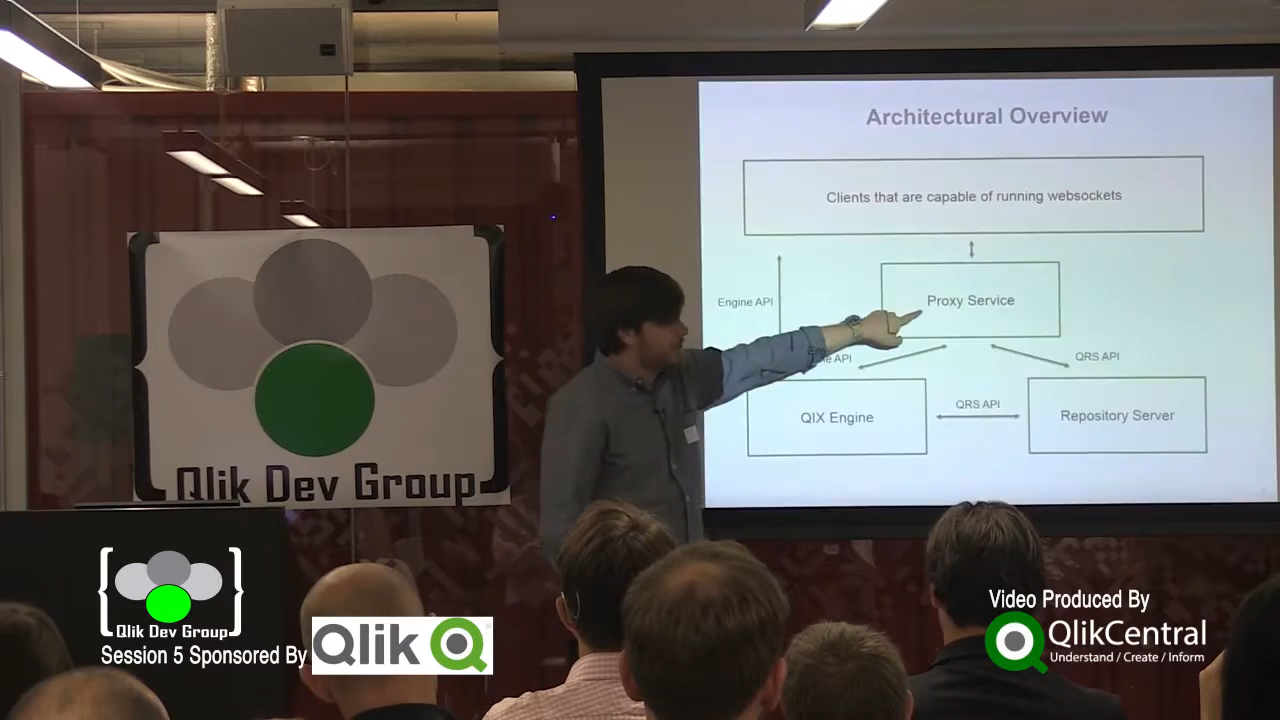 Architectural Overview
Clients that are capable of running websockets
Engine API
Proxy Service
Engine API
QRS API
QIX Engine
QRS API
Repository Server
Qlik Dev Group
Qlik Dev Group
Session 5 Sponsored By
Qlik
Video Produced By
QlikCentral
Understand / Create / Inform